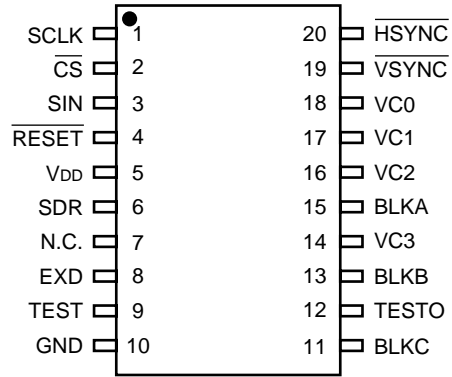 SCLK 1 20 HSYNC
CS 2 19 VSYNC
SIN 3 18 VC0
RESET 4 17 VC1
VDD 5 16 VC2
SDR 6 15 BLKA
N.C. 7 14 VC3
EXD 8 13 BLKB
TEST 9 12 TESTO
GND 10 11 BLKC